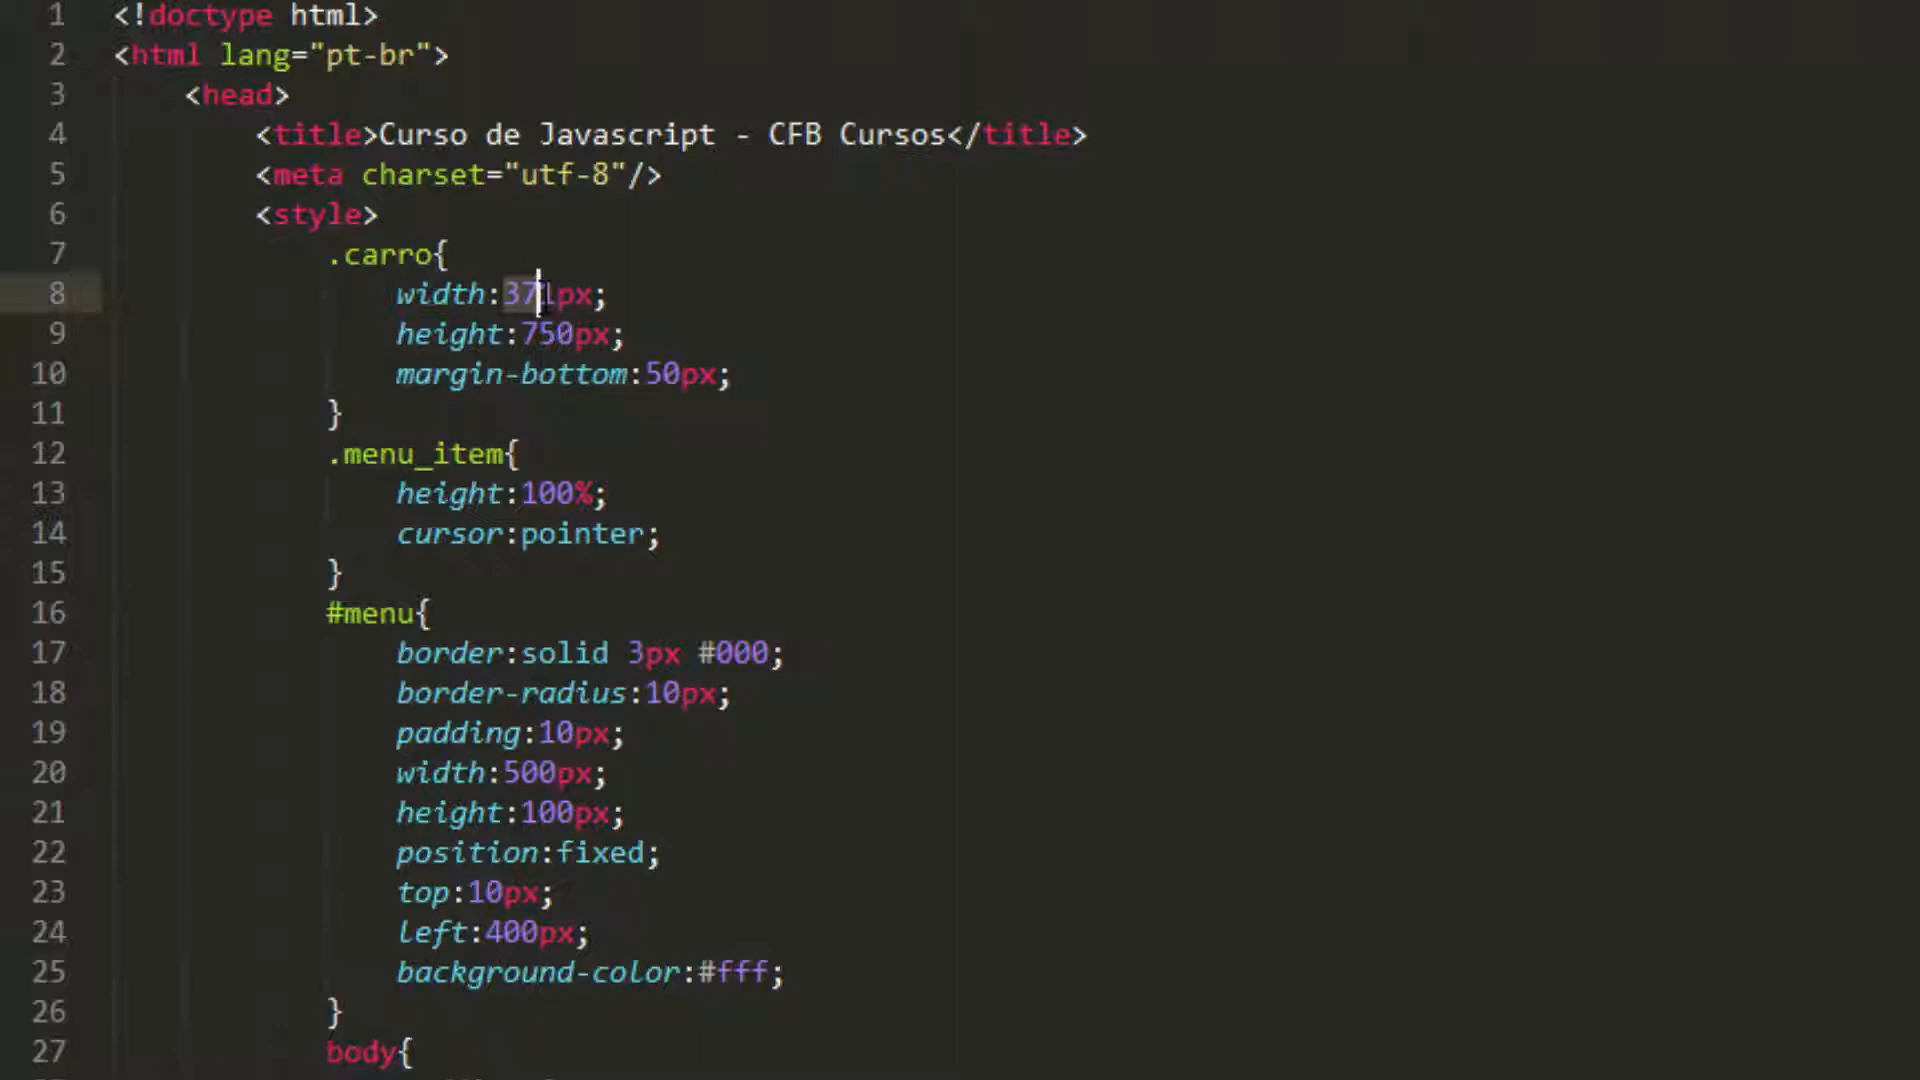 1 <!doctype html>
2 <html lang="pt-br">
3 <head>
4 <title>Curso de Javascript - CFB Cursos</title>
5 <meta charset="utf-8"/>
6 <style>
7 .carro{
8 width:371px;
9 height:750px;
10 margin-bottom:50px;
11 }
12 .menu_item{
13 height:100%;
14 cursor:pointer;
15 }
16 #menu{
17 border:solid 3px #000;
18 border-radius:10px;
19 padding:10px;
20 width:500px;
21 height:100px;
22 position:fixed;
23 top:10px;
24 left:400px;
25 background-color:#fff;
26 }
27 body{